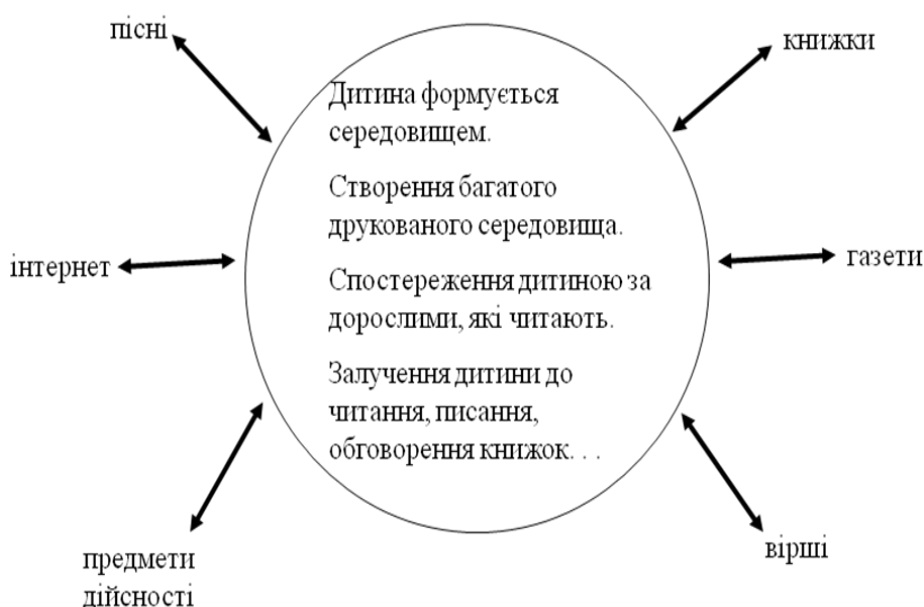 пісні
книжки
Дитина формується
середовищем.
Створення багатого
друкованого середовища.
інтернет
газети
Спостереження дитиною за
дорослими, які читають.
Залучення дитини до
читання, писання,
обговорення книжок. . .
предмети
дійсності
вірші